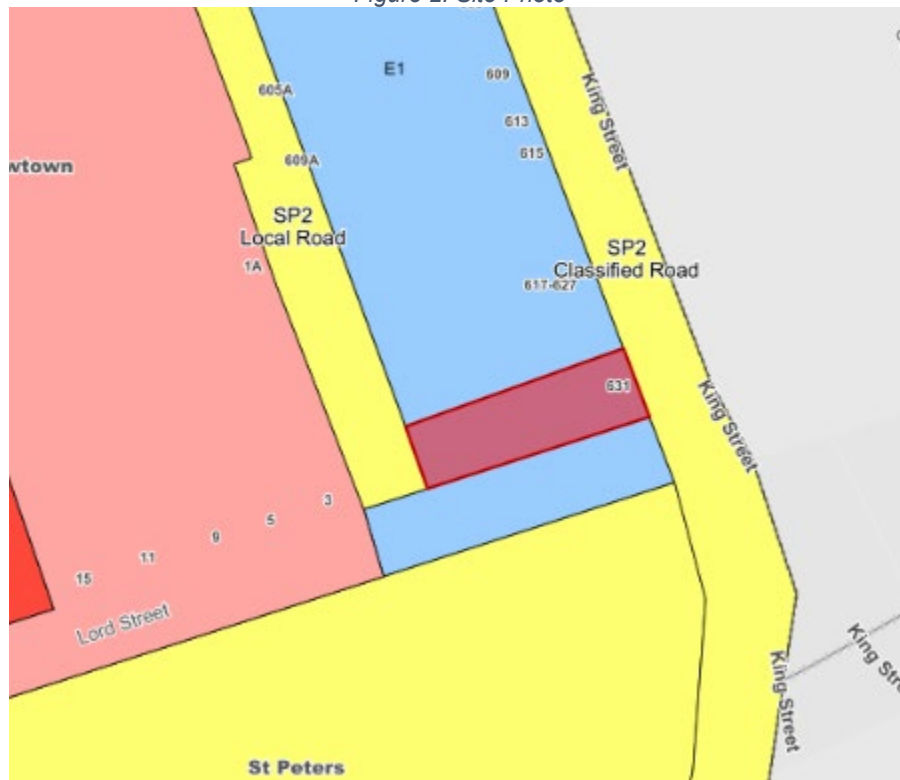 Figure 2: Site Photo
605A
E1
609
King Street
613
609A
615
wtown
SP2
Local Road
SP2
Classified Road
1A
617-627
631
King Street
3
5
9
11
15
Lord Street
King Stre
King Street
St Peters